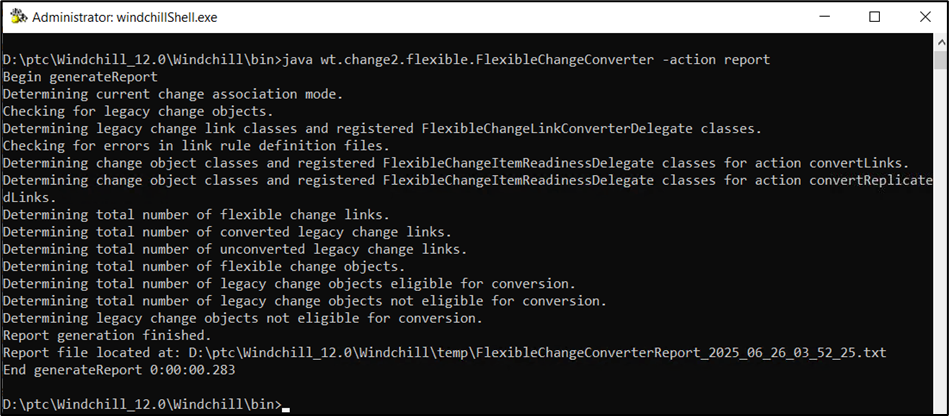 Administrator: windchillShell.exe
D:\ptc\Windchill_12.0\Windchill\bin>java wt.change2.flexible.FlexibleChangeConverter -action report
Begin generateReport
Determining current change association mode.
Checking for legacy change objects.
Determining legacy change link classes and registered FlexibleChangeLinkConverterDelegate classes.
Checking for errors in link rule definition files.
Determining change object classes and registered FlexibleChangeItemReadinessDelegate classes for action convertLinks.
Determining change object classes and registered FlexibleChangeItemReadinessDelegate classes for action convertReplicate
dLinks.
Determining total number of flexible change links.
Determining total number of converted legacy change links.
Determining total number of unconverted legacy change links.
Determining total number of flexible change objects.
Determining total number of legacy change objects eligible for conversion.
Determining total number of legacy change objects not eligible for conversion.
Determining legacy change objects not eligible for conversion.
Report generation finished.
Report file located at: D:\ptc\Windchill_12.0\Windchill\temp\FlexibleChangeConverterReport_2025_06_26_03_52_25.txt
End generateReport 0:00:00.283
D:\ptc\Windchill_12.0\Windchill\bin>